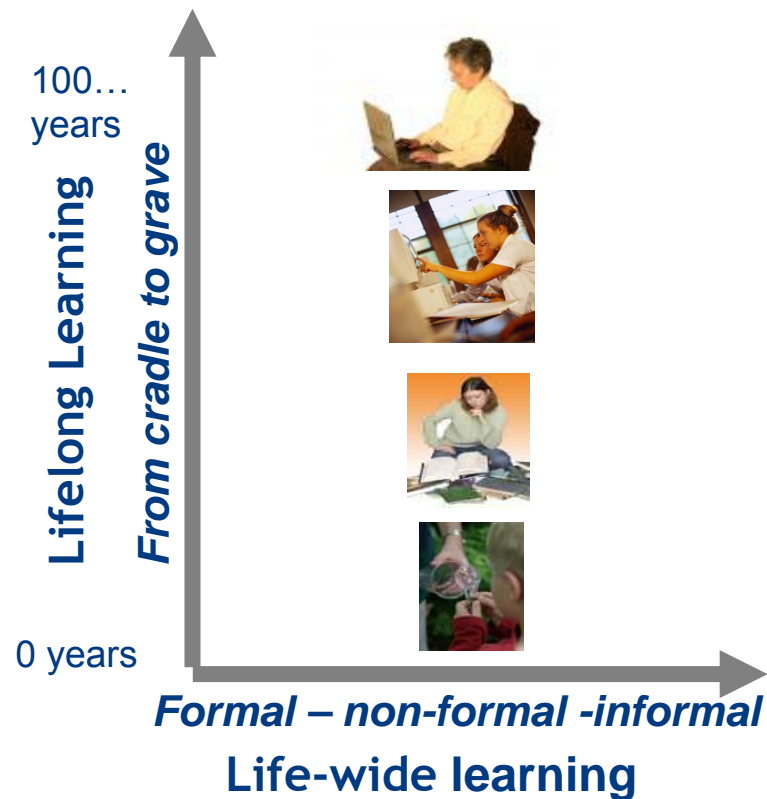 100…
years
Lifelong Learning
From cradle to grave
0 years
Formal – non-formal -informal
Life-wide learning